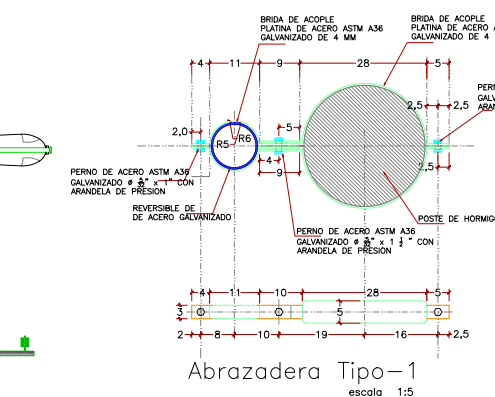 BRIDA DE ACOPLE
PLATINA DE ACERO ASTM A36
GALVANIZADO DE 4 MM
BRIDA DE ACOPLE
PLATINA DE ACERO
GALVANIZADO DE 4
4 11 9 28 5
2,5 2,5
2,0
5
R5 R6
4
9
2,5
PERNO DE ACERO ASTM A36
GALVANIZADO ø x 1" CON
ARANDELA DE PRESION
REVERSIBLE DE
DE ACERO GALVANIZADO
POSTE DE HORMIG
PERNO DE ACERO ASTM A36
GALVANIZADO ø x 1 ½ " CON
ARANDELA DE PRESION
4 11 10 28 5
3 5
2 8 10 19 16 2,5
Abrazadera Tipo-1
escala 1:5